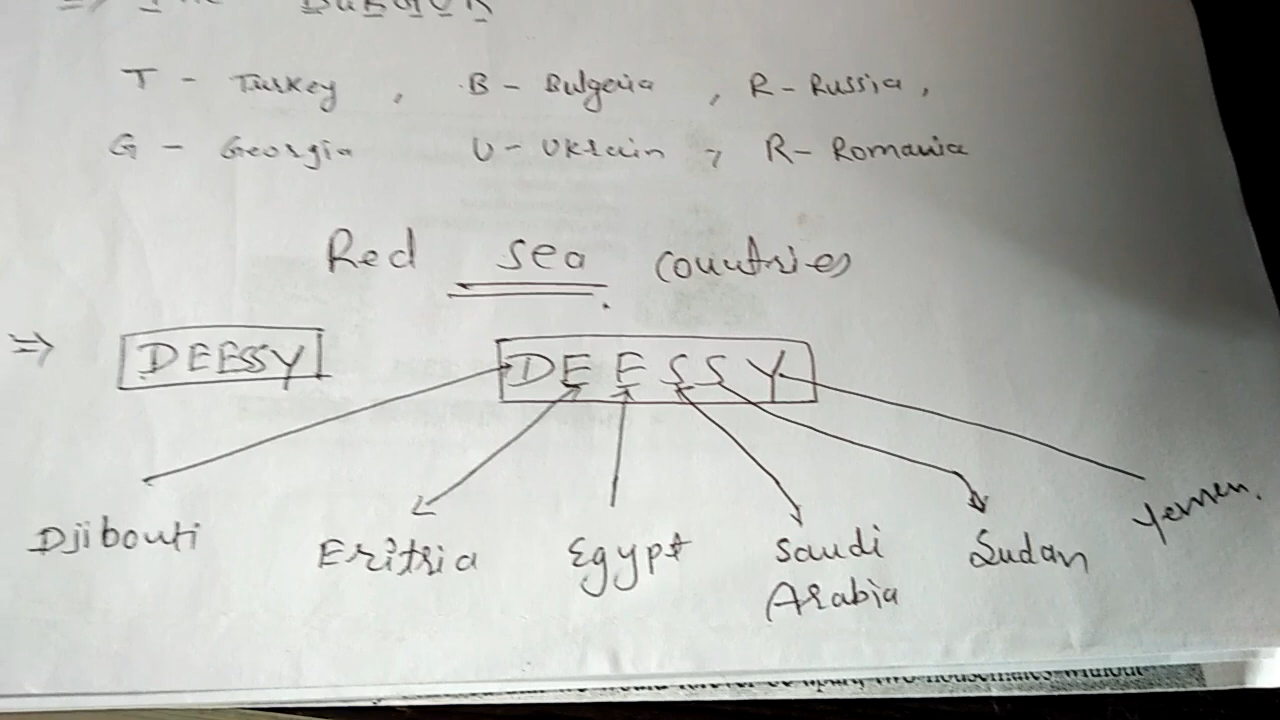 T - Turkey , B - Bulgeria , R - Russia ,
G - Georgia U - Ukrain , R - Romania
Red sea countries
⇒ DEESSY DEESSY
Djibouti Eritria Egypt Saudi Arabia Sudan Yemen.